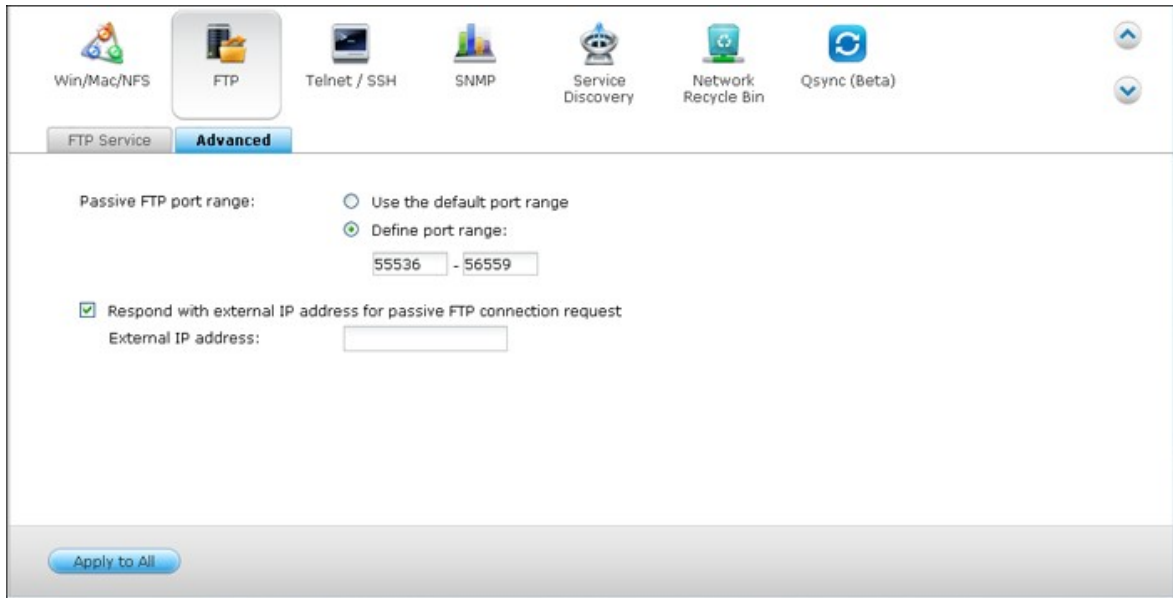 Win/Mac/NFS
FTP
Telnet / SSH
SNMP
Service
Discovery
Network
Recycle Bin
Qsync (Beta)
FTP Service
Advanced
Passive FTP port range:
Use the default port range
Define port range:
55536 - 56559
Respond with external IP address for passive FTP connection request
External IP address:
Apply to All